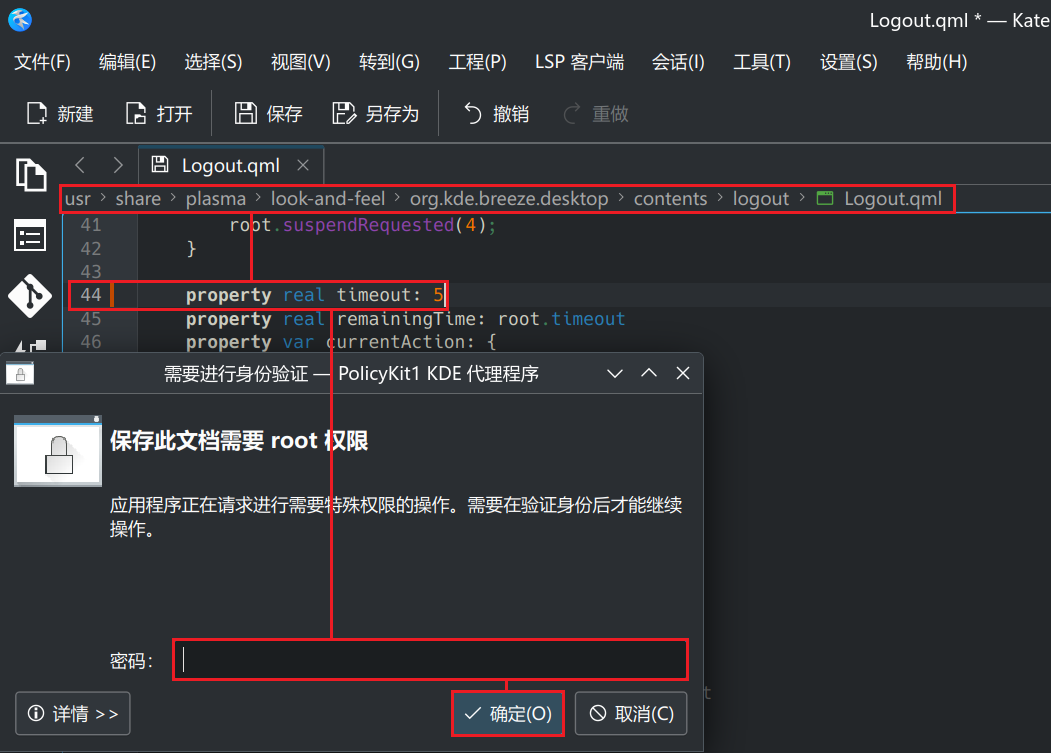 Logout.qml * — Kate
文件(F) 编辑(E) 选择(S) 视图(V) 转到(G) 工程(P) LSP 客户端 会话(I) 工具(T) 设置(S) 帮助(H)
新建 打开 保存 另存为 撤销 重做
Logout.qml
usr > share > plasma > look-and-feel > org.kde.breeze.desktop > contents > logout > Logout.qml
41 root.suspendRequested(4);
42 }
43
44 property real timeout: 5
45 property real remainingTime: root.timeout
46 property var currentAction: {
需要进行身份验证 — PolicyKit1 KDE 代理程序
保存此文档需要 root 权限
应用程序正在请求进行需要特殊权限的操作。需要在验证身份后才能继续
操作。
密码：
详情 >> 确定(O) 取消(C)